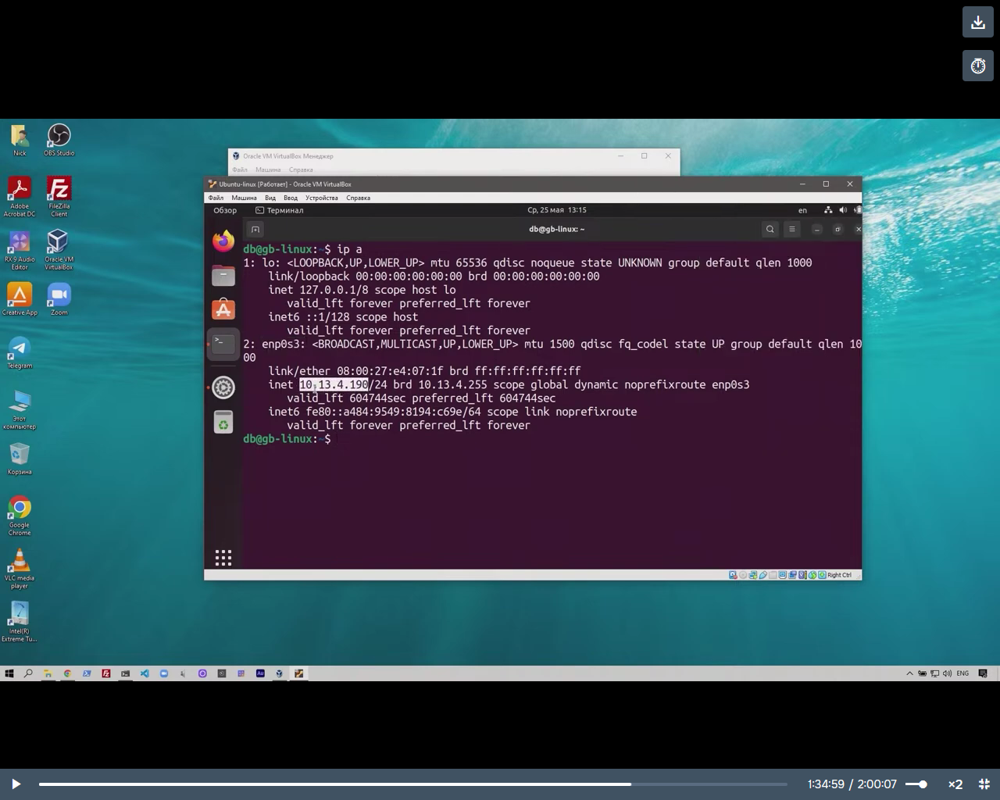 Nick
OBS Studio
Adobe
Acrobat DC
FileZilla
Client
RX 9 Audio
Editor
Oracle VM
VirtualBox
Creative App
Zoom
Telegram
Этот
компьютер
Корзина
Google
Chrome
VLC media
player
Intel(R)
Extreme Tu...
Oracle VM VirtualBox Менеджер
Файл Машина Справка
Ubuntu-linux [Работает] - Oracle VM VirtualBox
Файл Машина Вид Ввод Устройства Справка
Обзор Терминал Ср, 25 мая 13:15 en
db@gb-linux: ~
db@gb-linux:~$ ip a
1: lo: <LOOPBACK,UP,LOWER_UP> mtu 65536 qdisc noqueue state UNKNOWN group default qlen 1000
link/loopback 00:00:00:00:00:00 brd 00:00:00:00:00:00
inet 127.0.0.1/8 scope host lo
valid_lft forever preferred_lft forever
inet6 ::1/128 scope host
valid_lft forever preferred_lft forever
2: enp0s3: <BROADCAST,MULTICAST,UP,LOWER_UP> mtu 1500 qdisc fq_codel state UP group default qlen 10
00
link/ether 08:00:27:e4:07:1f brd ff:ff:ff:ff:ff:ff
inet 10.13.4.190/24 brd 10.13.4.255 scope global dynamic noprefixroute enp0s3
valid_lft 604744sec preferred_lft 604744sec
inet6 fe80::a484:9549:8194:c69e/64 scope link noprefixroute
valid_lft forever preferred_lft forever
db@gb-linux:~$
Right Ctrl
Au
ENG
1:34:59 / 2:00:07 ×2